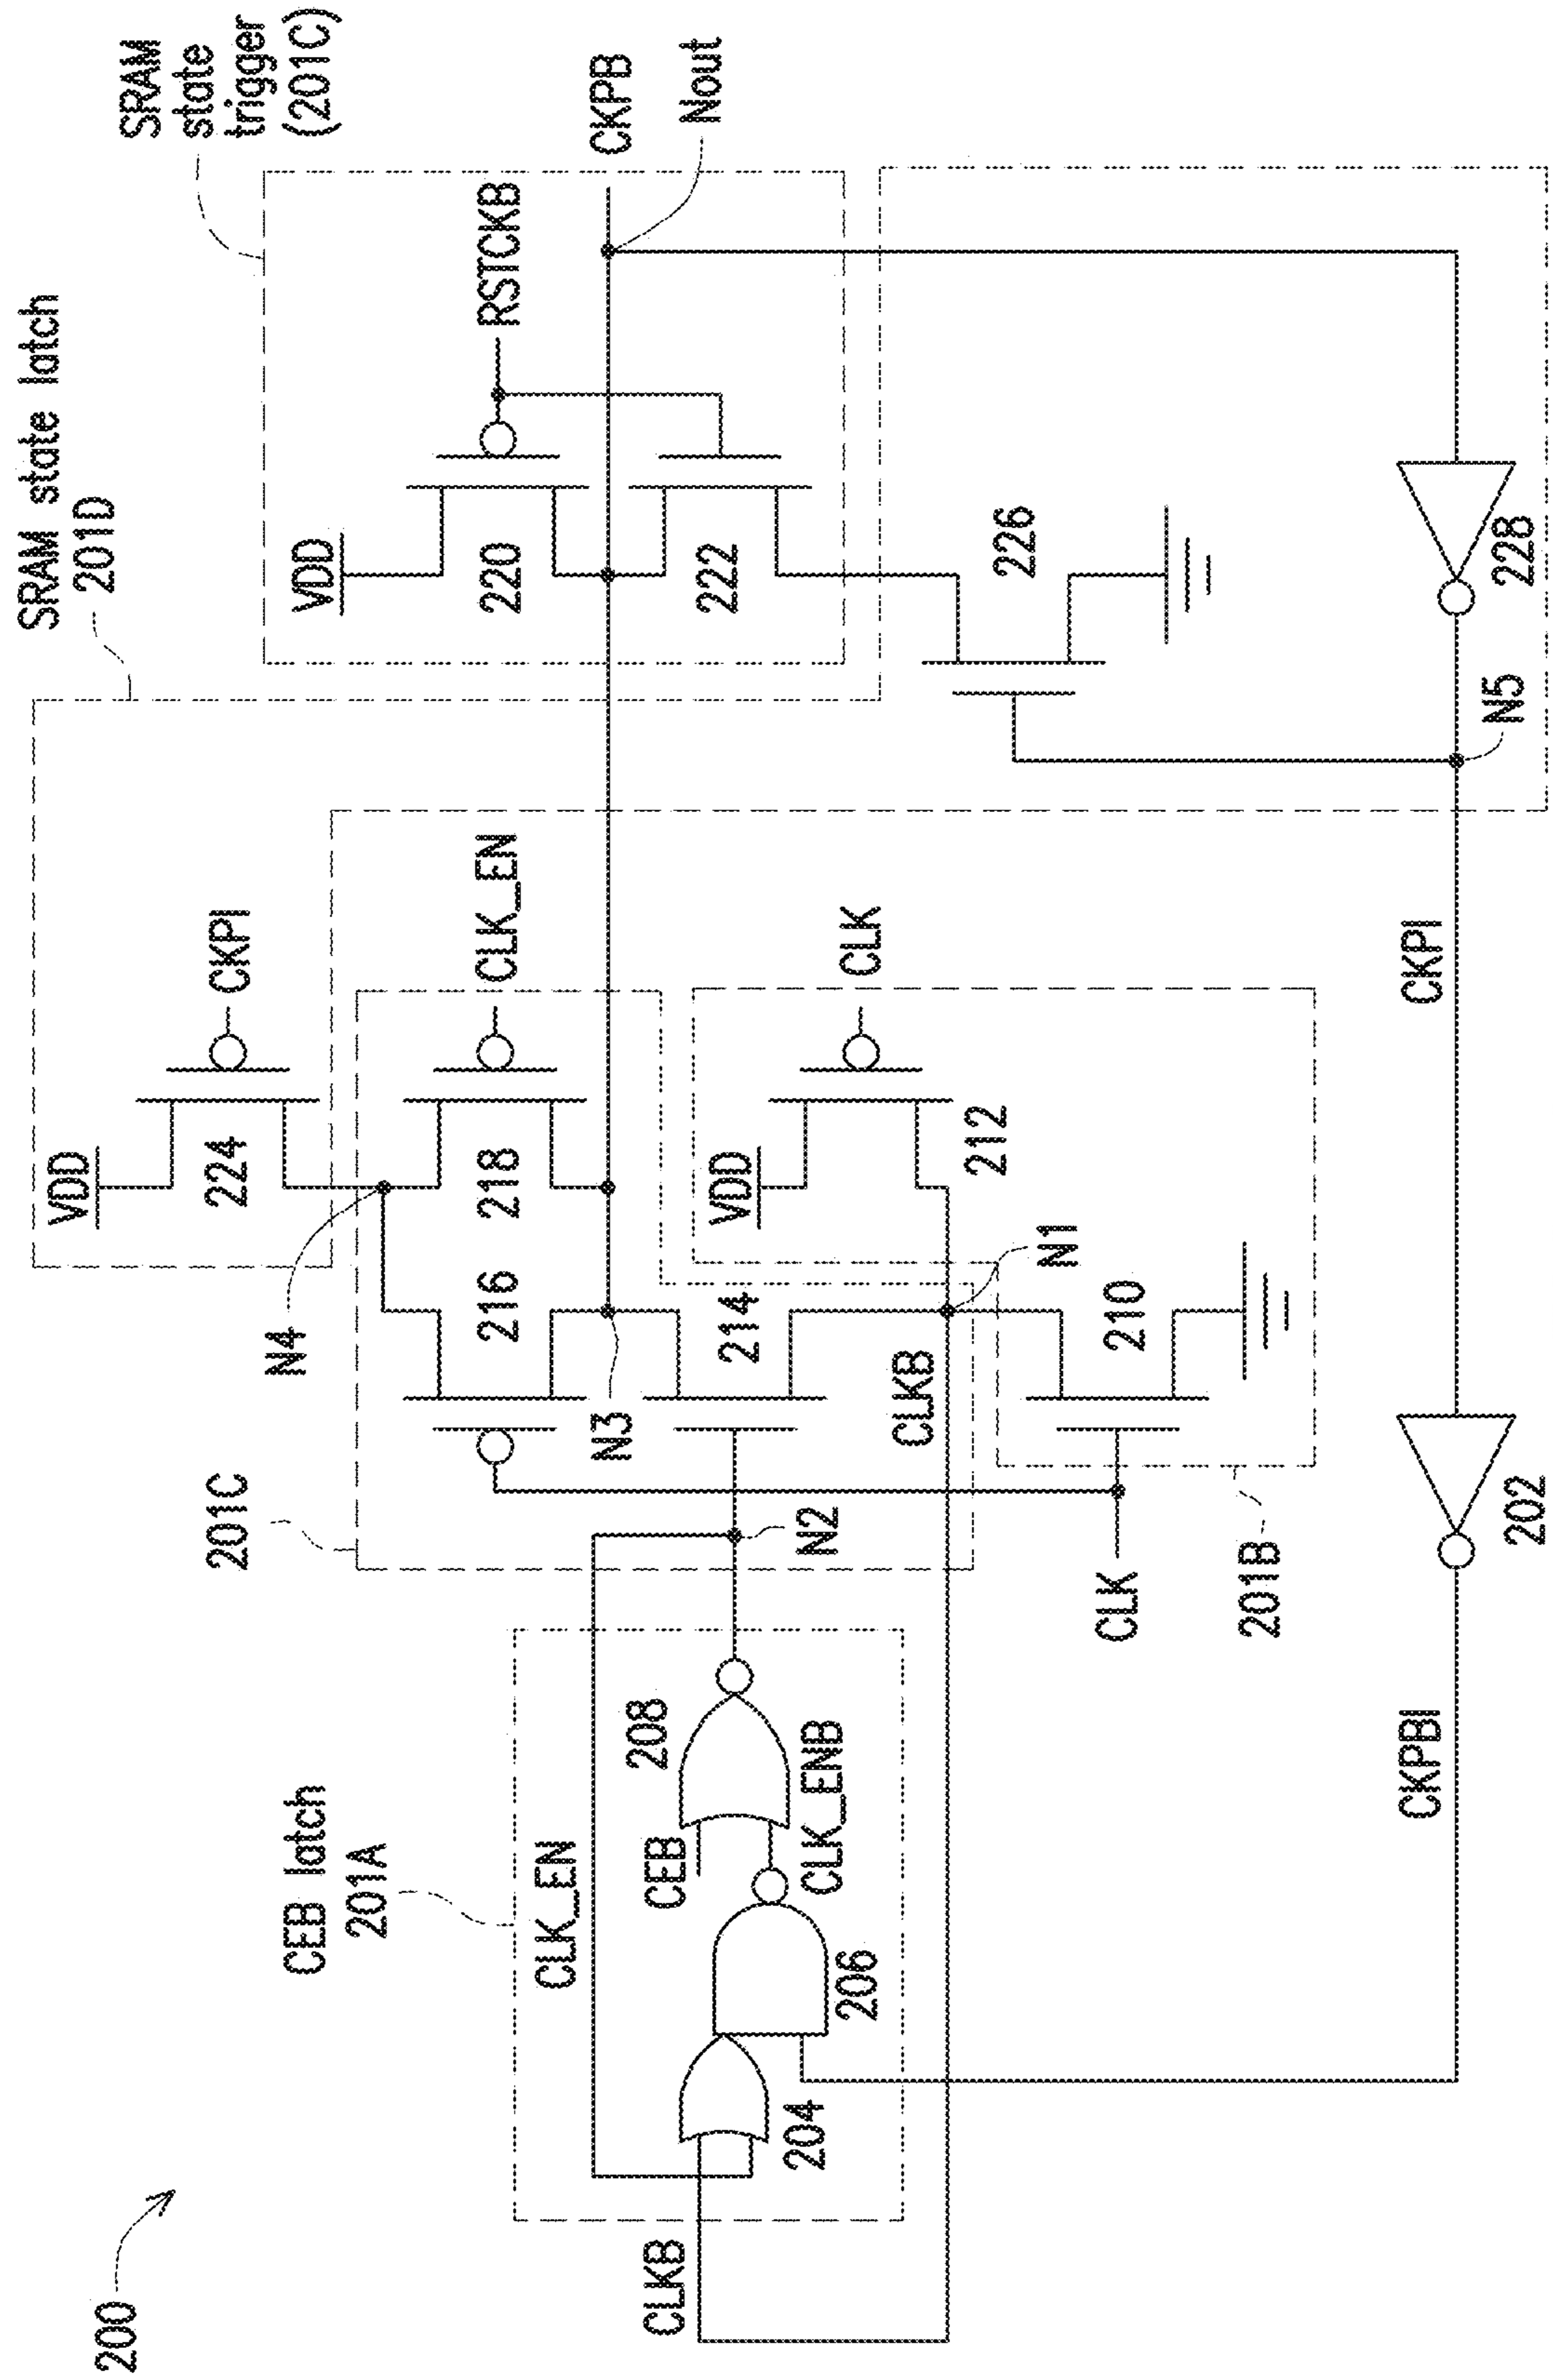 200
SRAM state latch
201D
SRAM
state
trigger
(201C)
VDD
224
CKPI
N4
201C
216
218
CLK_EN
N3
214
VDD
220
RSTCKB
222
CKPB
Nout
CEB latch
201A
CLK_EN
CLKB
204
206
CEB
208
CLK_ENB
N2
CLKB
VDD
212
CLK
N1
210
CLK
201B
226
N5
228
CKPI
202
CKPBI